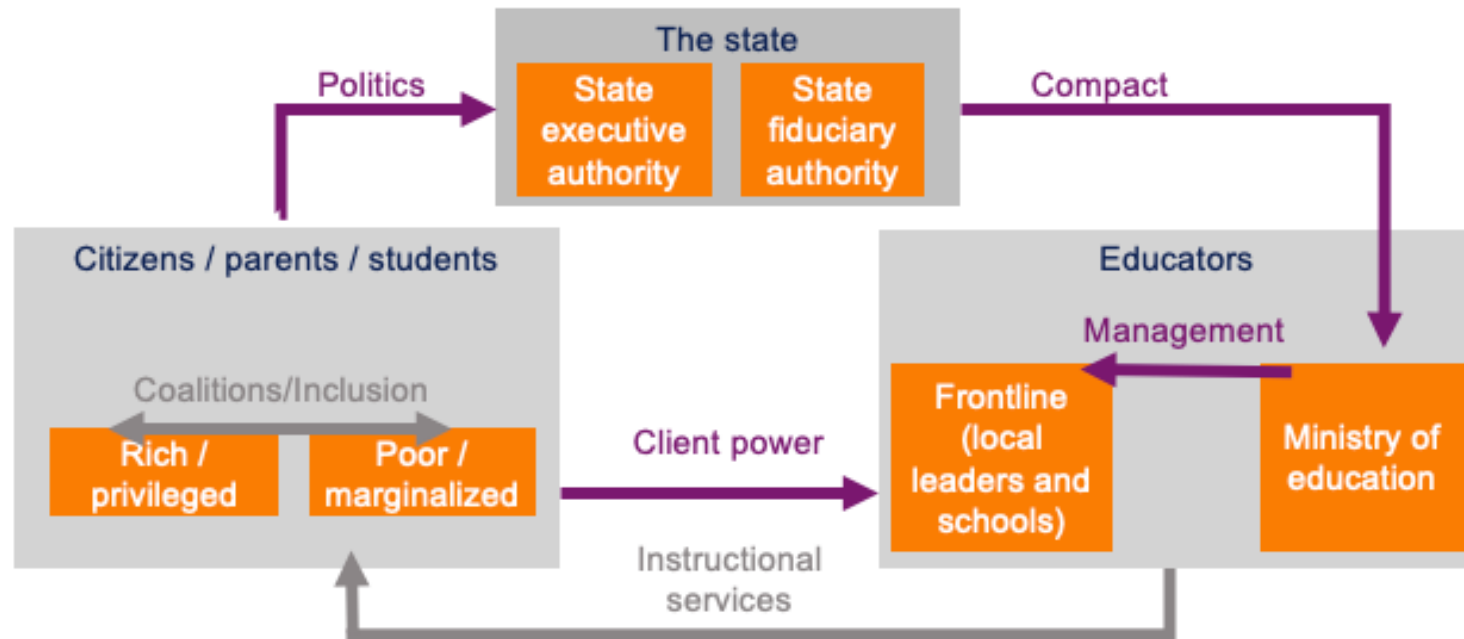 The state
Politics
Compact
State
executive
authority
State
fiduciary
authority
Citizens / parents / students
Educators
Management
Coalitions/Inclusion
Rich /
privileged
Poor /
marginalized
Client power
Frontline
(local
leaders and
schools)
Ministry of
education
Instructional
services